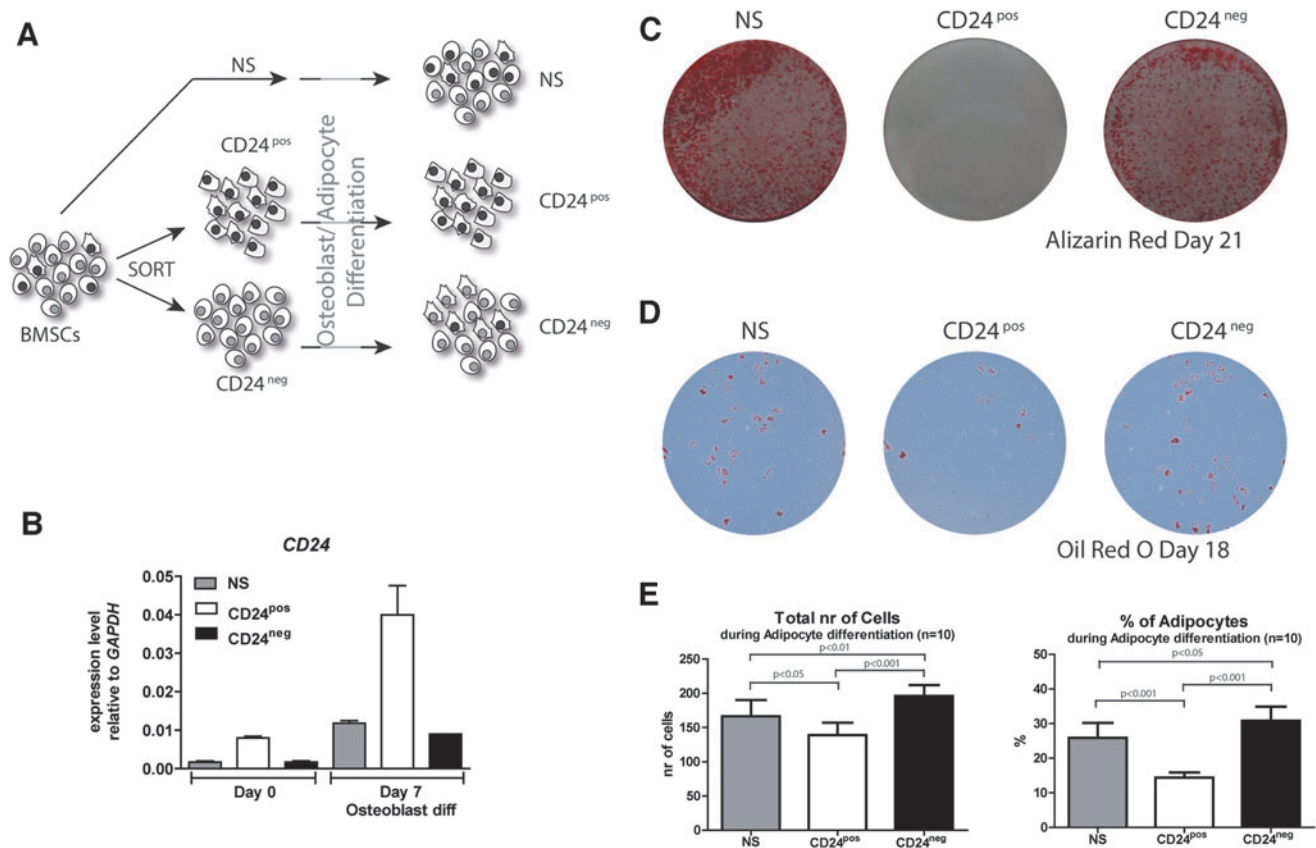 A
NS
NS
CD24pos
CD24pos
SORT
Osteoblast/Adipocyte
Differentiation
BMSCs
CD24neg
CD24neg
B
CD24
NS
CD24pos
CD24neg
expression level
relative to GAPDH
0.05
0.04
0.03
0.02
0.01
0.00
Day 0
Day 7
Osteoblast diff
C
NS
CD24pos
CD24neg
Alizarin Red Day 21
D
NS
CD24pos
CD24neg
Oil Red O Day 18
E
Total nr of Cells
during Adipocyte differentiation (n=10)
p<0.01
p<0.05
p<0.001
nr of cells
250
200
150
100
50
0
NS
CD24pos
CD24neg
% of Adipocytes
during Adipocyte differentiation (n=10)
p<0.05
p<0.001
p<0.001
%
50
40
30
20
10
0
NS
CD24pos
CD24neg